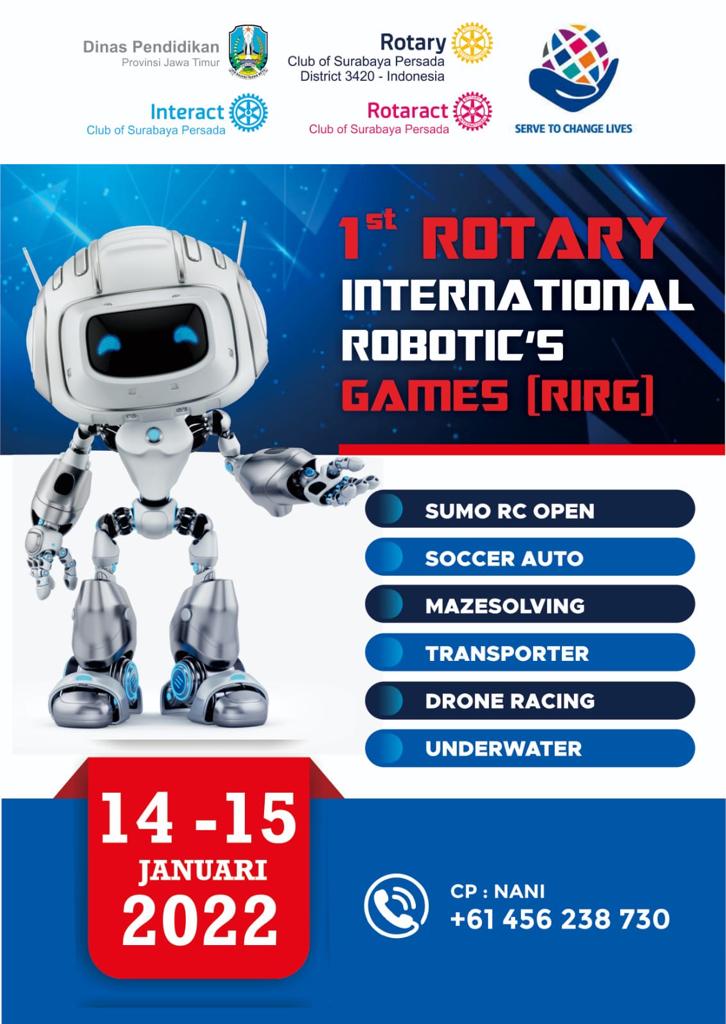 Dinas Pendidikan
Provinsi Jawa Timur
Rotary
Club of Surabaya Persada
District 3420 - Indonesia
Interact
Club of Surabaya Persada
Rotaract
Club of Surabaya Persada
SERVE TO CHANGE LIVES
1st ROTARY
INTERNATIONAL
ROBOTIC'S
GAMES (RIRG)
SUMO RC OPEN
SOCCER AUTO
MAZESOLVING
TRANSPORTER
DRONE RACING
UNDERWATER
14 -15
JANUARI
2022
CP : NANI
+61 456 238 730